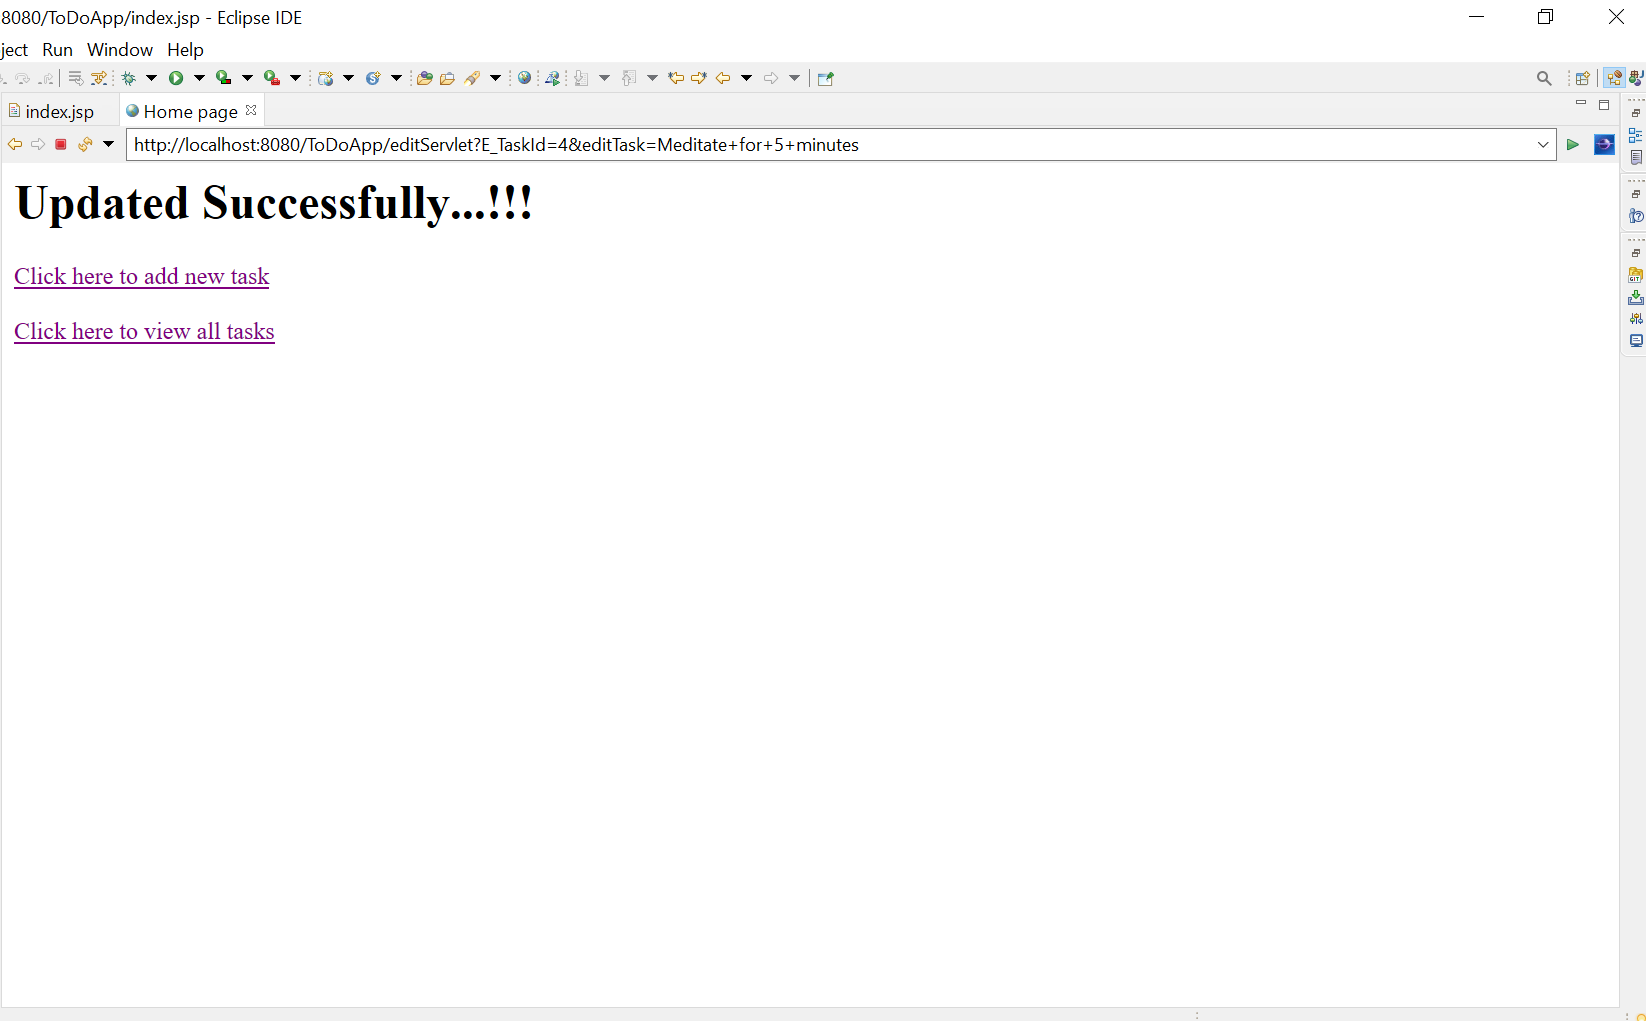 8080/ToDoApp/index.jsp - Eclipse IDE
ject Run Window Help
index.jsp Home page
http://localhost:8080/ToDoApp/editServlet?E_TaskId=4&editTask=Meditate+for+5+minutes
Updated Successfully...!!!
Click here to add new task
Click here to view all tasks